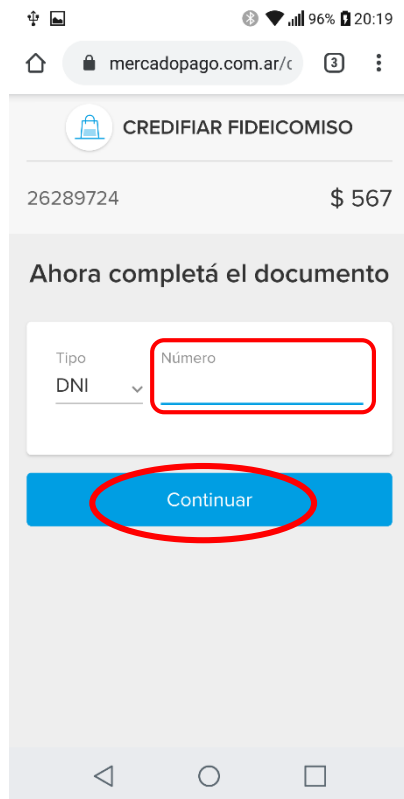 96% 20:19
mercadopago.com.ar/c 3
CREDIFIAR FIDEICOMISO
26289724 $ 567
Ahora completá el documento
Tipo Número
DNI
Continuar